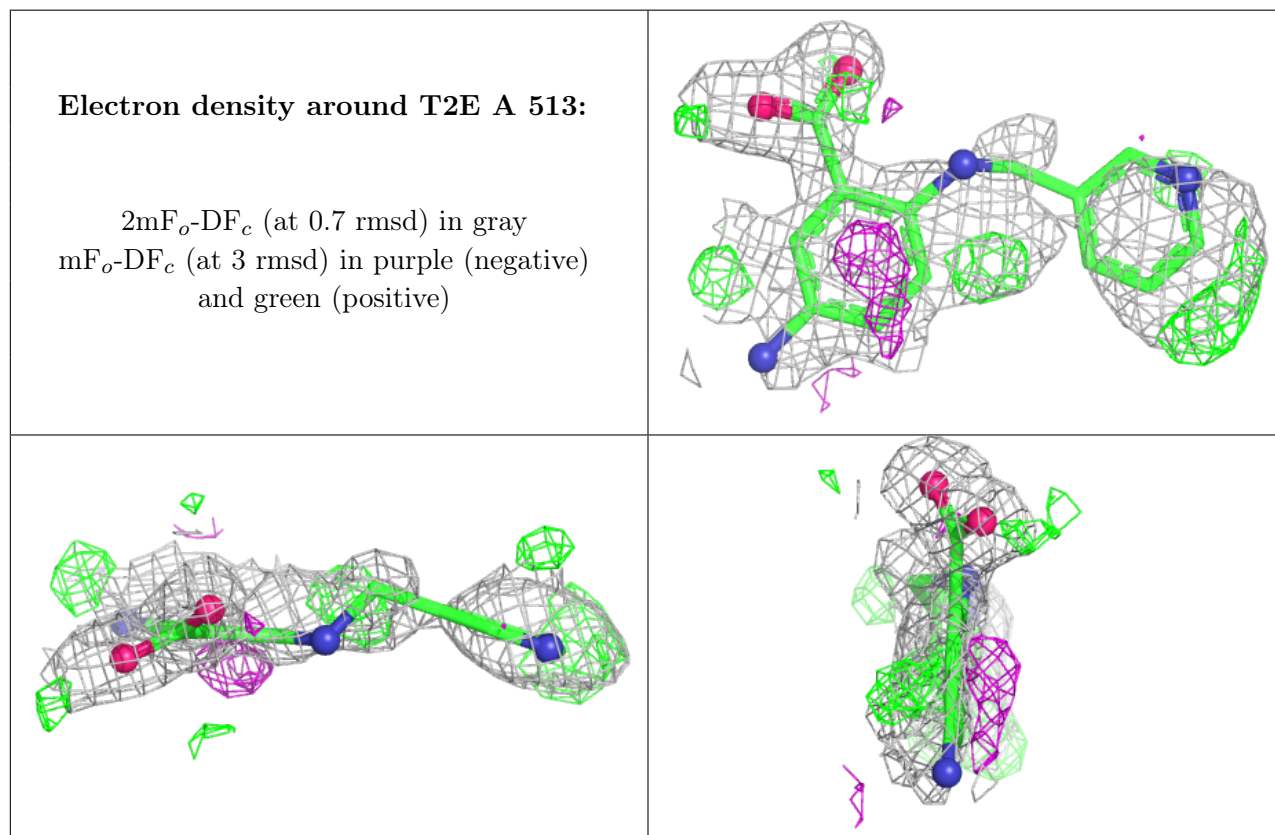 Electron density around T2E A 513:
2mFₒ-DF𝒸 (at 0.7 rmsd) in gray
mFₒ-DF𝒸 (at 3 rmsd) in purple (negative)
and green (positive)